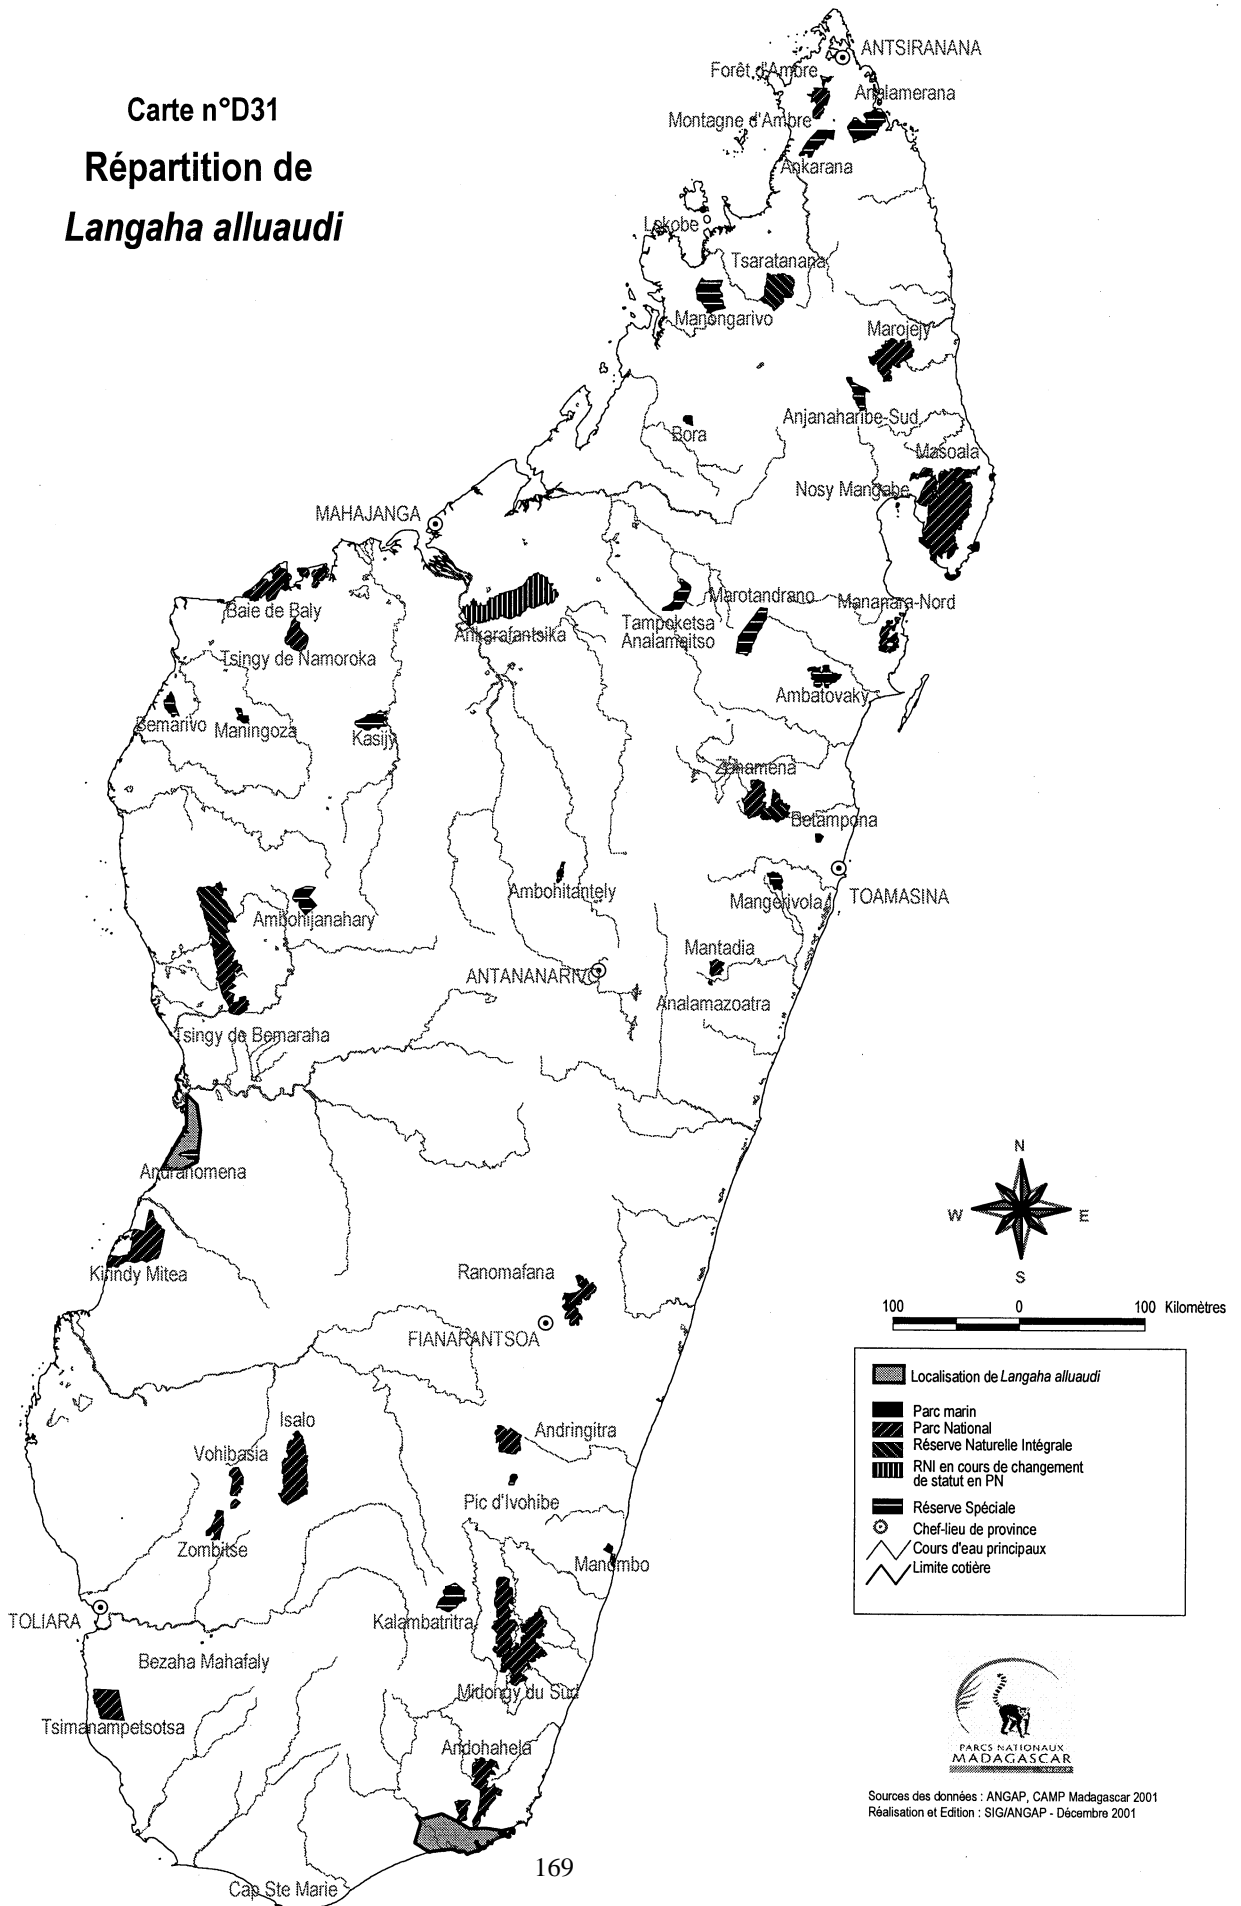 Carte n°D31
Répartition de
Langaha alluaudi
ANTSIRANANA
Forêt d'Ambre
Analamerana
Montagne d'Ambre
Ankarana
Lokobe
Tsaratanana
Manongarivo
Marojejy
Anjanaharibe-Sud
Bora
Masoala
Nosy Mangabe
MAHAJANGA
Baie de Baly
Ankarafantsika
Marotandrano
Mananara-Nord
Tampoketsa
Analamaitso
Tsingy de Namoroka
Ambatovaky
Bemarivo
Maningoza
Kasijy
Zahamena
Betampona
Ambohitantely
Mangerivola
TOAMASINA
Ambohijanahary
Mantadia
ANTANANARIVO
Analamazoatra
Tsingy de Bemaraha
Andranomena
N
W
E
S
Kirindy Mitea
Ranomafana
100 0 100 Kilomètres
FIANARANTSOA
Localisation de Langaha alluaudi
Parc marin
Parc National
Réserve Naturelle Intégrale
RNI en cours de changement
de statut en PN
Réserve Spéciale
Chef-lieu de province
Cours d'eau principaux
Limite cotière
Isalo
Andringitra
Vohibasia
Pic d'Ivohibe
Zombitse
Manombo
TOLIARA
Kalambatritra
Bezaha Mahafaly
Midongy du Sud
Tsimanampetsotsa
Andohahela
PARCS NATIONAUX
MADAGASCAR
ANGAP
Sources des données : ANGAP, CAMP Madagascar 2001
Réalisation et Edition : SIG/ANGAP - Décembre 2001
169
Cap Ste Marie